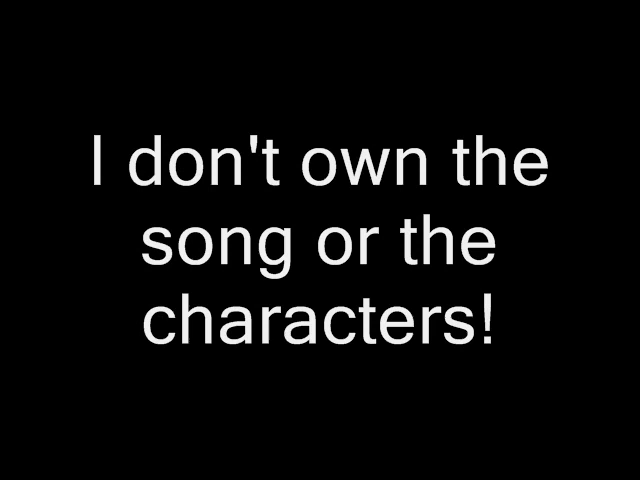 I don't own the
song or the
characters!